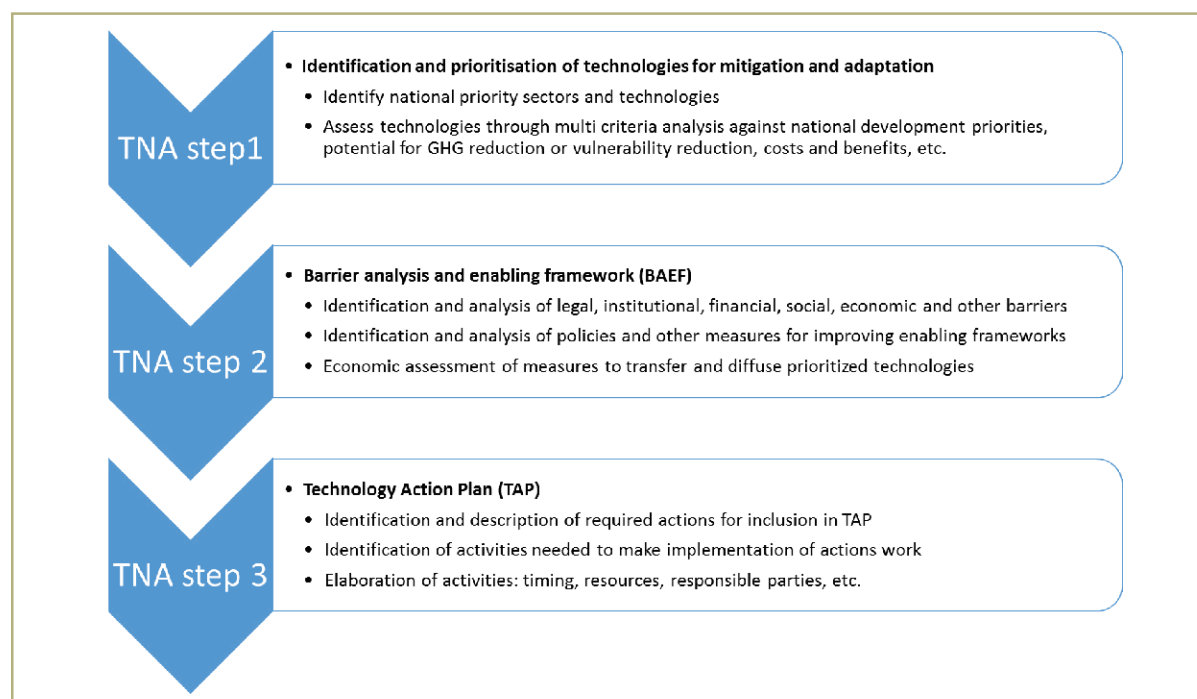 TNA step1
• Identification and prioritisation of technologies for mitigation and adaptation
• Identify national priority sectors and technologies
• Assess technologies through multi criteria analysis against national development priorities,
potential for GHG reduction or vulnerability reduction, costs and benefits, etc.
TNA step 2
• Barrier analysis and enabling framework (BAEF)
• Identification and analysis of legal, institutional, financial, social, economic and other barriers
• Identification and analysis of policies and other measures for improving enabling frameworks
• Economic assessment of measures to transfer and diffuse prioritized technologies
TNA step 3
• Technology Action Plan (TAP)
• Identification and description of required actions for inclusion in TAP
• Identification of activities needed to make implementation of actions work
• Elaboration of activities: timing, resources, responsible parties, etc.